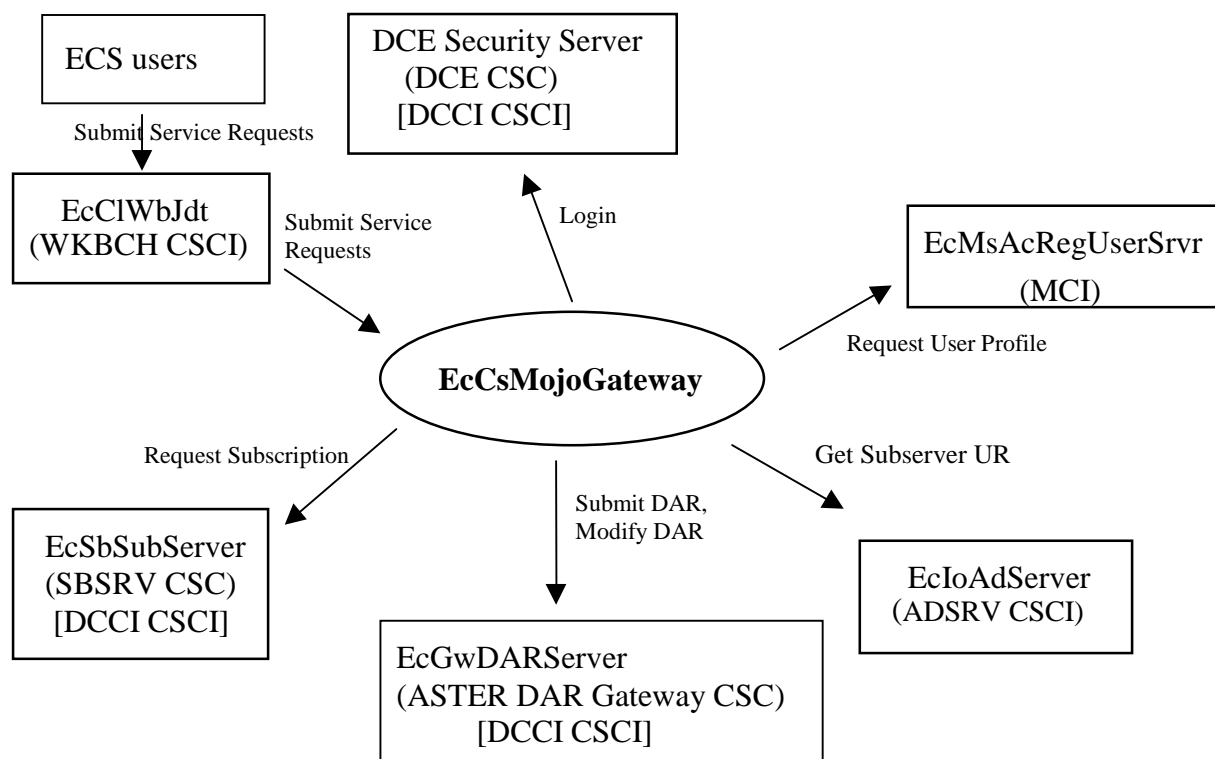 ECS users
DCE Security Server
(DCE CSC)
[DCCI CSCI]
Submit Service Requests
EcClWbJdt
(WKBCH CSCI)
Submit Service
Requests
Login
EcMsAcRegUserSrvr
(MCI)
Request User Profile
EcCsMojoGateway
Request Subscription
Get Subserver UR
Submit DAR,
Modify DAR
EcSbSubServer
(SBSRV CSC)
[DCCI CSCI]
EcIoAdServer
(ADSRV CSCI)
EcGwDARServer
(ASTER DAR Gateway CSC)
[DCCI CSCI]